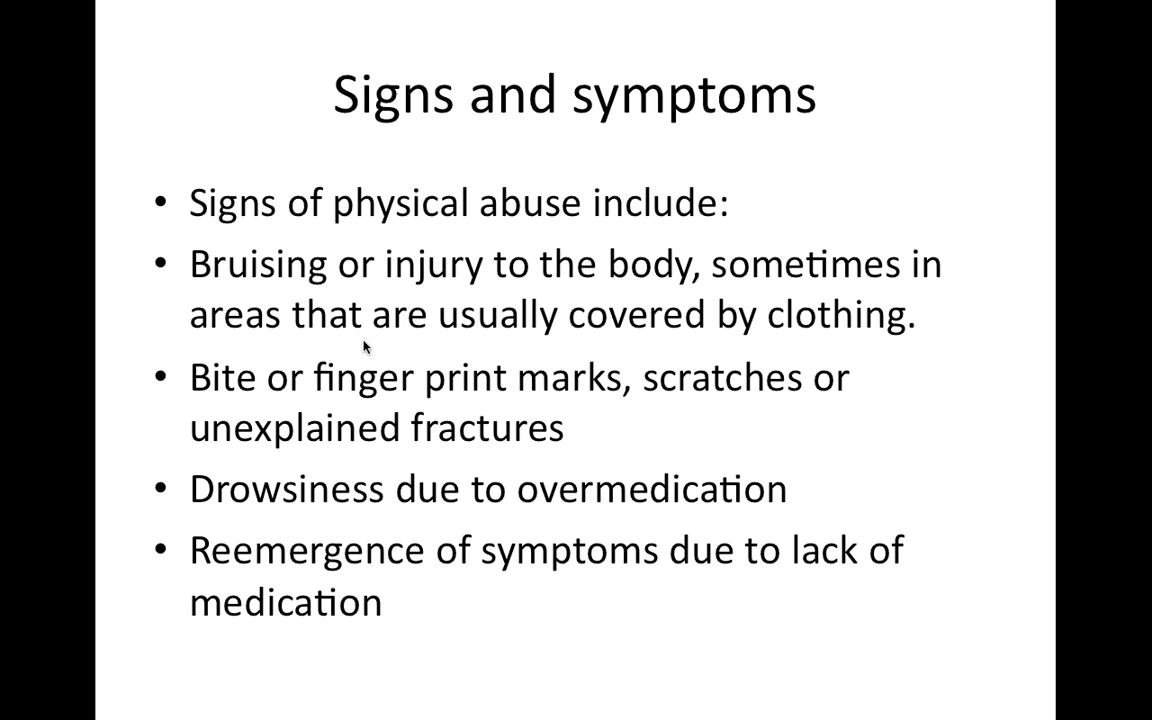 Signs and symptoms
• Signs of physical abuse include:
• Bruising or injury to the body, sometimes in
areas that are usually covered by clothing.
• Bite or finger print marks, scratches or
unexplained fractures
• Drowsiness due to overmedication
• Reemergence of symptoms due to lack of
medication